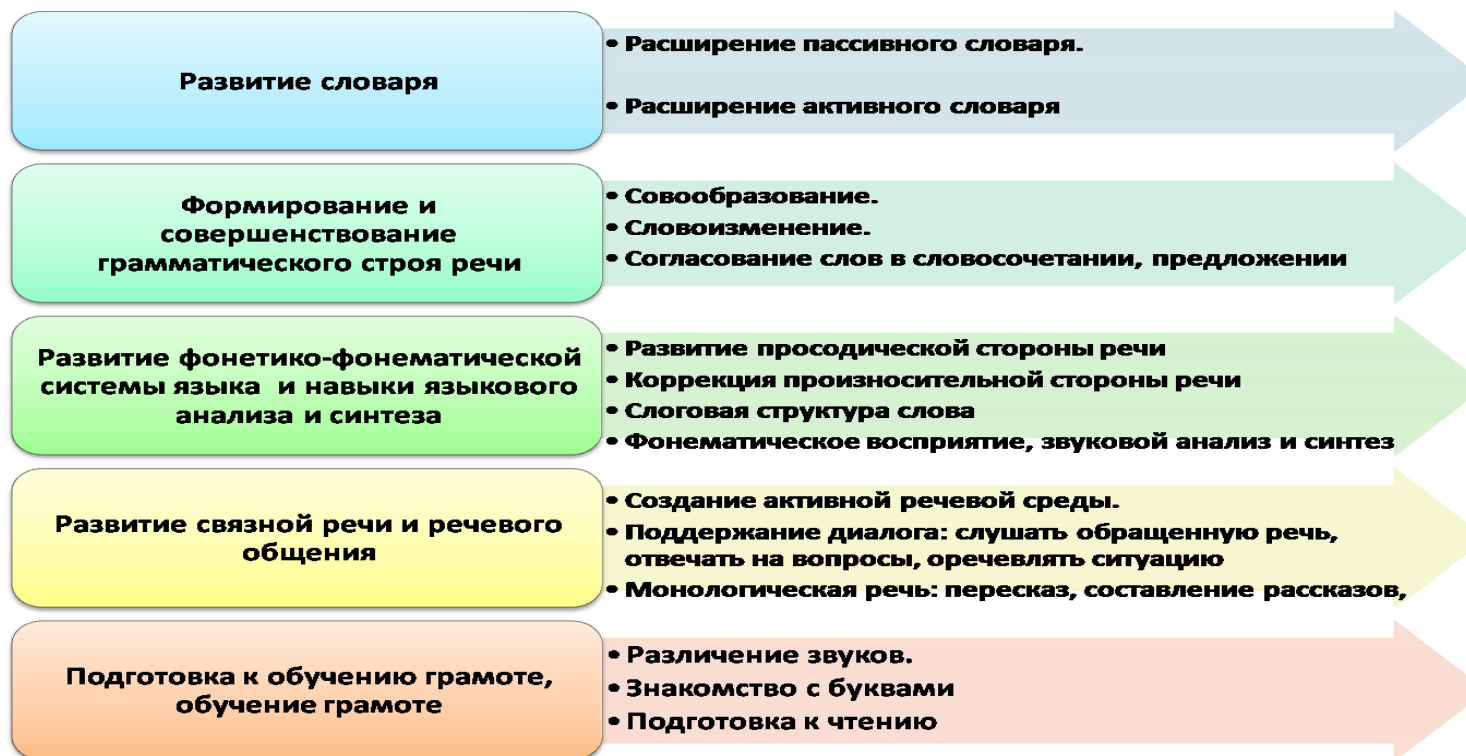 Развитие словаря
• Расширение пассивного словаря.
• Расширение активного словаря
Формирование и
совершенствование
грамматического строя речи
• Совообразование.
• Словоизменение.
• Согласование слов в словосочетании, предложении
Развитие фонетико-фонематической
системы языка и навыки языкового
анализа и синтеза
• Развитие просодической стороны речи
• Коррекция произносительной стороны речи
• Слоговая структура слова
• Фонематическое восприятие, звуковой анализ и синтез
Развитие связной речи и речевого
общения
• Создание активной речевой среды.
• Поддержание диалога: слушать обращенную речь,
отвечать на вопросы, оречевлять ситуацию
• Монологическая речь: пересказ, составление рассказов,
Подготовка к обучению грамоте,
обучение грамоте
• Различение звуков.
• Знакомство с буквами
• Подготовка к чтению